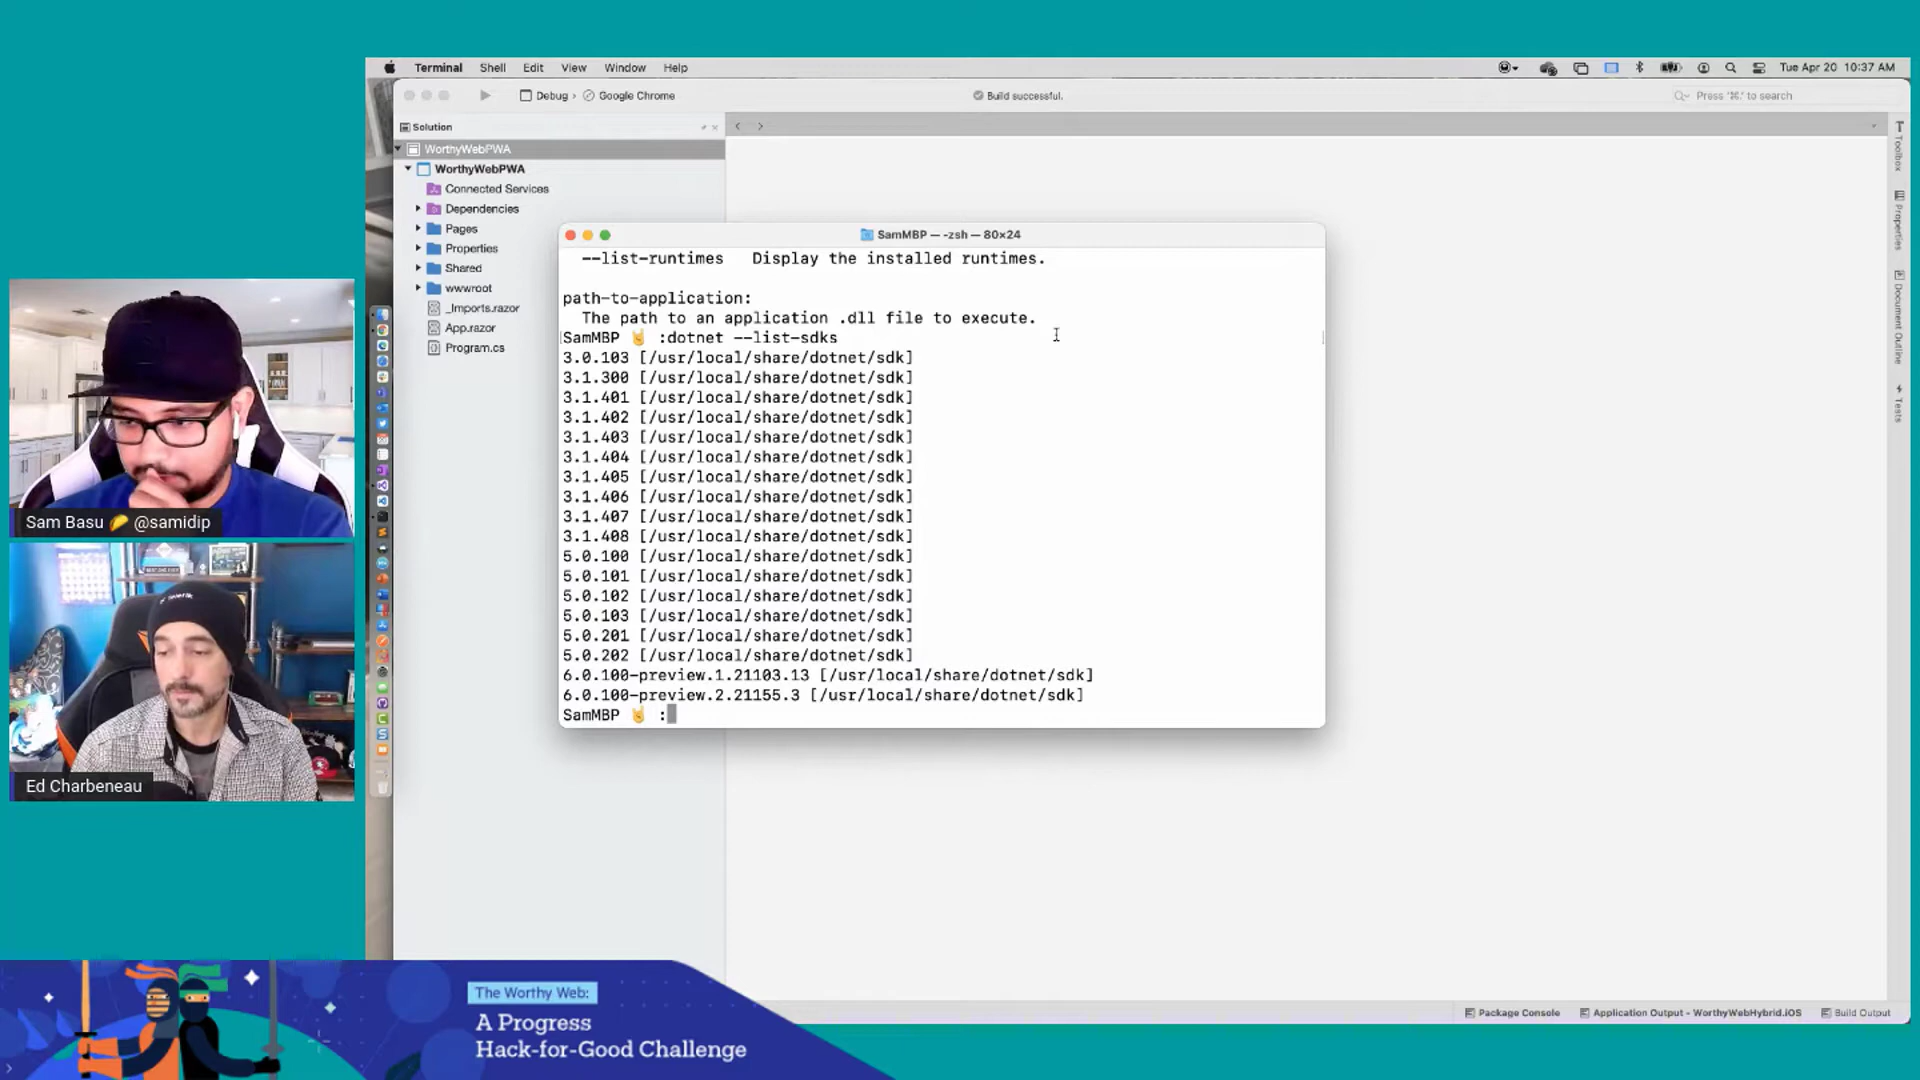 Terminal Shell Edit View Window Help
Tue Apr 20 10:37 AM
Debug › Google Chrome
Build successful.
Press '⌘.' to search
Solution
WorthyWebPWA
WorthyWebPWA
Connected Services
Dependencies
Pages
Properties
Shared
wwwroot
_Imports.razor
App.razor
Program.cs
SamMBP — -zsh — 80×24
--list-runtimes Display the installed runtimes.
path-to-application:
The path to an application .dll file to execute.
SamMBP 🤘 :dotnet --list-sdks
3.0.103 [/usr/local/share/dotnet/sdk]
3.1.300 [/usr/local/share/dotnet/sdk]
3.1.401 [/usr/local/share/dotnet/sdk]
3.1.402 [/usr/local/share/dotnet/sdk]
3.1.403 [/usr/local/share/dotnet/sdk]
3.1.404 [/usr/local/share/dotnet/sdk]
3.1.405 [/usr/local/share/dotnet/sdk]
3.1.406 [/usr/local/share/dotnet/sdk]
3.1.407 [/usr/local/share/dotnet/sdk]
3.1.408 [/usr/local/share/dotnet/sdk]
5.0.100 [/usr/local/share/dotnet/sdk]
5.0.101 [/usr/local/share/dotnet/sdk]
5.0.102 [/usr/local/share/dotnet/sdk]
5.0.103 [/usr/local/share/dotnet/sdk]
5.0.201 [/usr/local/share/dotnet/sdk]
5.0.202 [/usr/local/share/dotnet/sdk]
6.0.100-preview.1.21103.13 [/usr/local/share/dotnet/sdk]
6.0.100-preview.2.21155.3 [/usr/local/share/dotnet/sdk]
SamMBP 🤘 :
Toolbox
Properties
Document Outline
Tests
Sam Basu 🌮 @samidip
Ed Charbeneau
Package Console
Application Output - WorthyWebHybrid.iOS
Build Output
The Worthy Web:
A Progress
Hack-for-Good Challenge